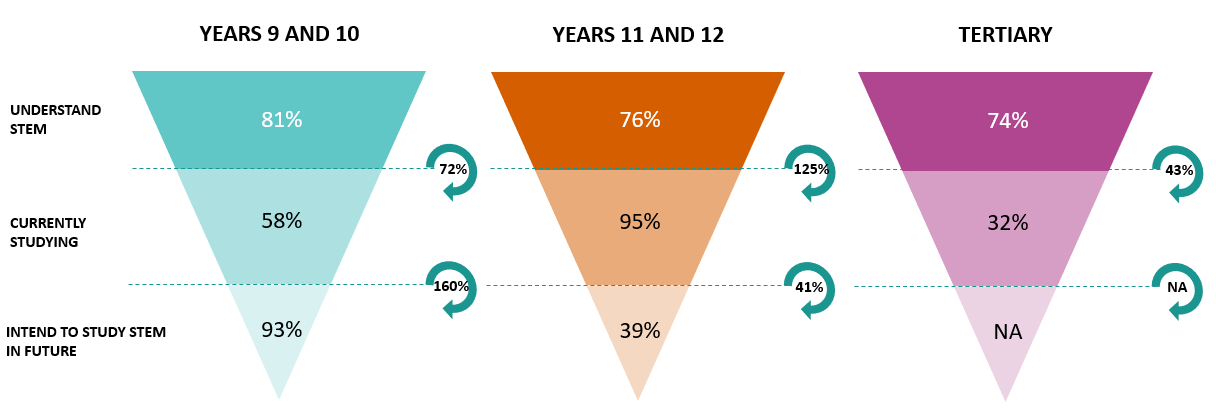 YEARS 9 AND 10
YEARS 11 AND 12
TERTIARY
UNDERSTAND
STEM
81%
76%
74%
72%
125%
43%
CURRENTLY
STUDYING
58%
95%
32%
160%
41%
NA
INTEND TO STUDY STEM
IN FUTURE
93%
39%
NA